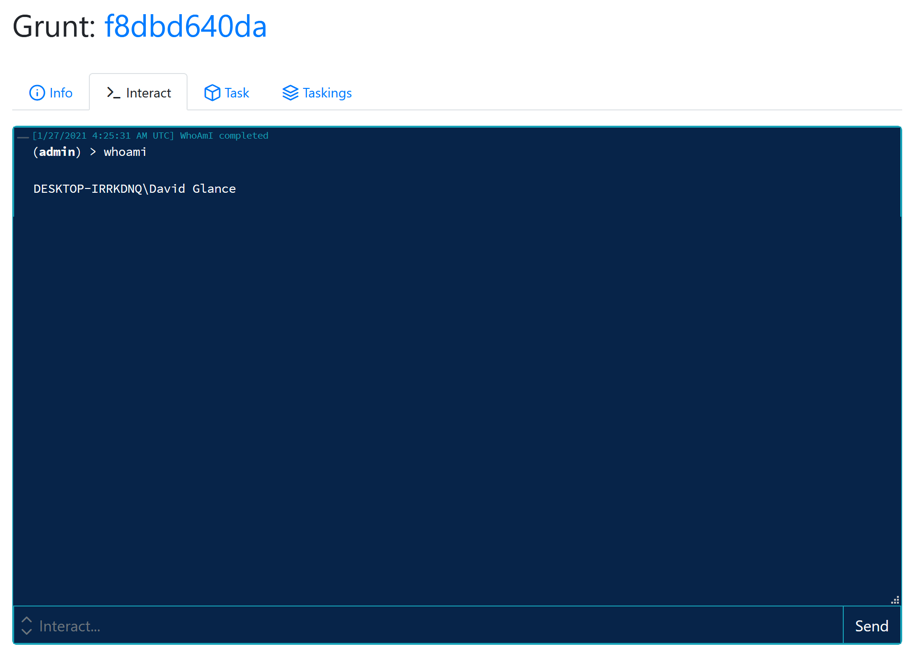 Grunt: f8dbd640da
Info
Interact
Task
Taskings
[1/27/2021 4:25:31 AM UTC] WhoAmI completed
(admin) > whoami
DESKTOP-IRRKDNQ\David Glance
Interact...
Send